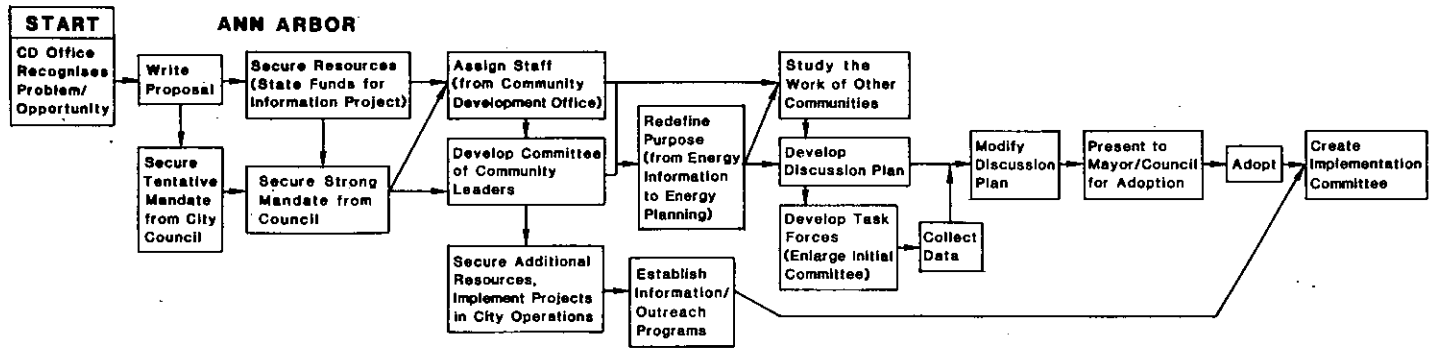 START
ANN ARBOR
CD Office
Recognises
Problem/
Opportunity
Write
Proposal
Secure Resources
(State Funds for
Information Project)
Assign Staff
(from Community
Development Office)
Study the
Work of Other
Communities
Secure
Tentative
Mandate
from City
Council
Secure Strong
Mandate from
Council
Develop Committee
of Community
Leaders
Redefine
Purpose
(from Energy
Information
to Energy
Planning)
Develop
Discussion Plan
Modify
Discussion
Plan
Present to
Mayor/Council
for Adoption
Adopt
Create
Implementation
Committee
Develop Task
Forces
(Enlarge Initial
Committee)
Collect
Data
Secure Additional
Resources,
Implement Projects
in City Operations
Establish
Information/
Outreach
Programs